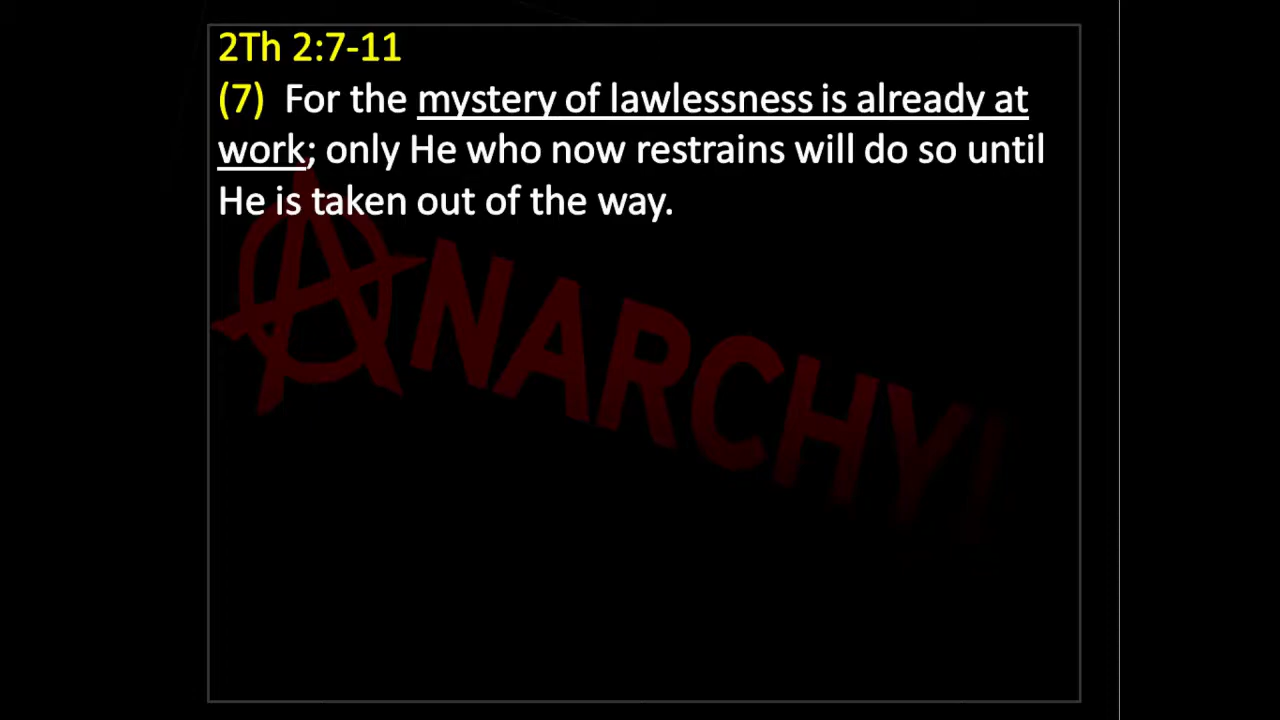 2Th 2:7-11
(7) For the mystery of lawlessness is already at
work; only He who now restrains will do so until
He is taken out of the way.
ANARCHY!